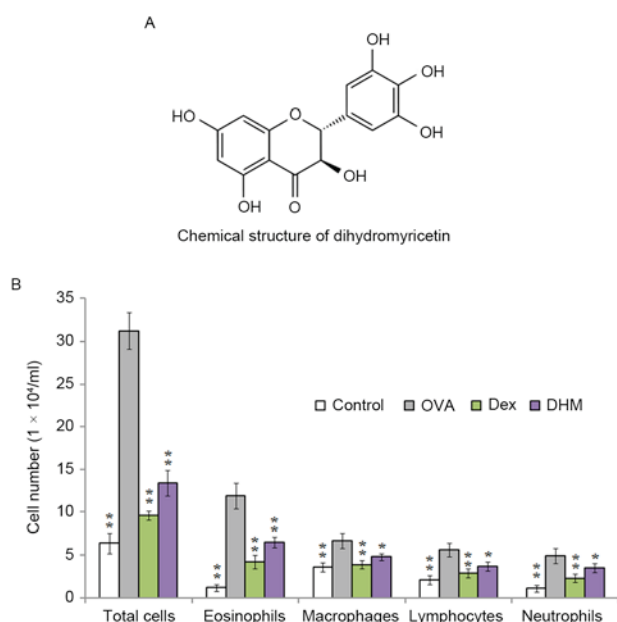 A
OH
OH
HO
O
OH
OH
OH
O
Chemical structure of dihydromyricetin
B
Cell number (1 × 10⁴/ml)
35
30
25
20
15
10
5
0
Control OVA Dex DHM
** ** **
** ** **
** ** *
** ** *
** ** *
Total cells Eosinophils Macrophages Lymphocytes Neutrophils